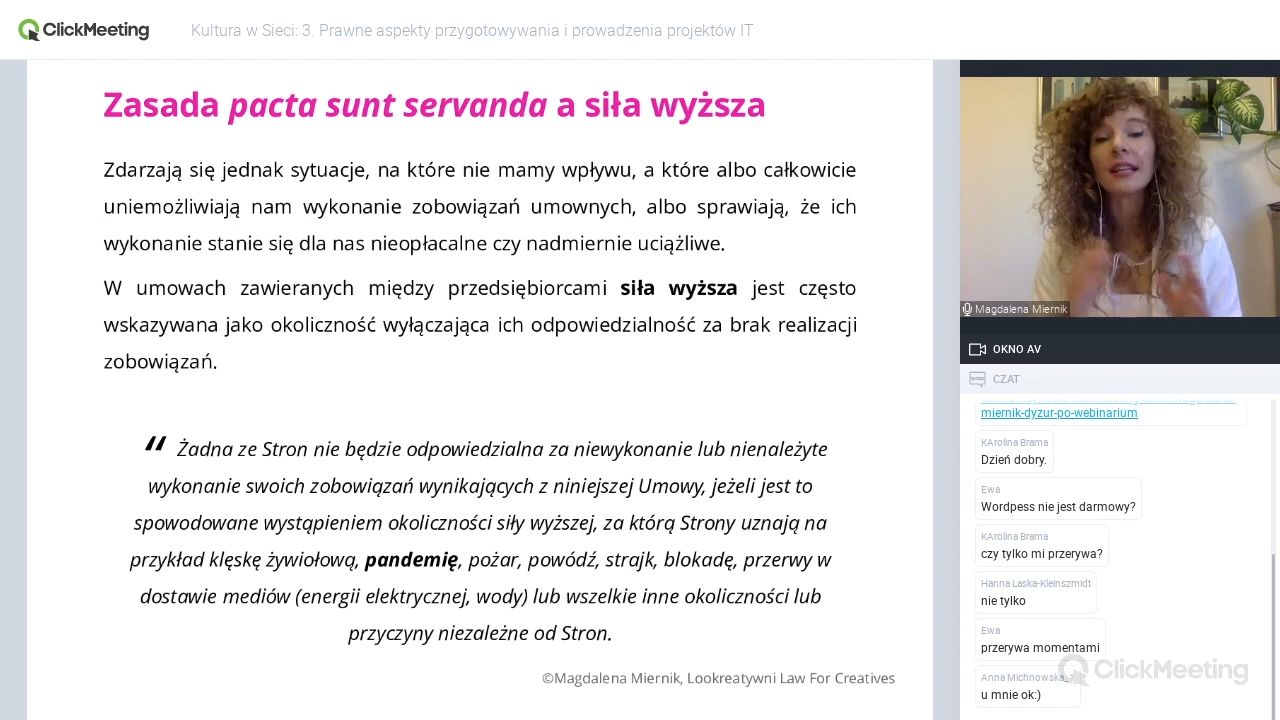 ClickMeeting
Kultura w Sieci: 3. Prawne aspekty przygotowywania i prowadzenia projektów IT
Zasada pacta sunt servanda a siła wyższa
Zdarzają się jednak sytuacje, na które nie mamy wpływu, a które albo całkowicie
uniemożliwiają nam wykonanie zobowiązań umownych, albo sprawiają, że ich
wykonanie stanie się dla nas nieopłacalne czy nadmiernie uciążliwe.
W umowach zawieranych między przedsiębiorcami siła wyższa jest często
wskazywana jako okoliczność wyłączająca ich odpowiedzialność za brak realizacji
zobowiązań.
“ Żadna ze Stron nie będzie odpowiedzialna za niewykonanie lub nienależyte
wykonanie swoich zobowiązań wynikających z niniejszej Umowy, jeżeli jest to
spowodowane wystąpieniem okoliczności siły wyższej, za którą Strony uznają na
przykład klęskę żywiołową, pandemię, pożar, powódź, strajk, blokadę, przerwy w
dostawie mediów (energii elektrycznej, wody) lub wszelkie inne okoliczności lub
przyczyny niezależne od Stron.
©Magdalena Miernik, Lookreatywni Law For Creatives
Magdalena Miernik
OKNO AV
CZAT
miernik-dyzur-po-webinarium
KArolina Brama
Dzień dobry.
Ewa
Wordpess nie jest darmowy?
KArolina Brama
czy tylko mi przerywa?
Hanna Laska-Kleinszmidt
nie tylko
Ewa
przerywa momentami
Anna Michnowska_
u mnie ok:)
ClickMeeting